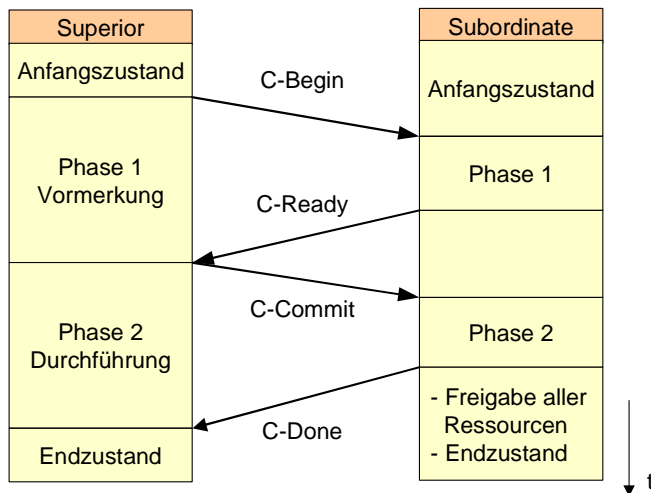 Superior
Anfangszustand
Phase 1
Vormerkung
Phase 2
Durchführung
Endzustand
C-Begin
C-Ready
C-Commit
C-Done
Subordinate
Anfangszustand
Phase 1
Phase 2
- Freigabe aller
Ressourcen
- Endzustand
t